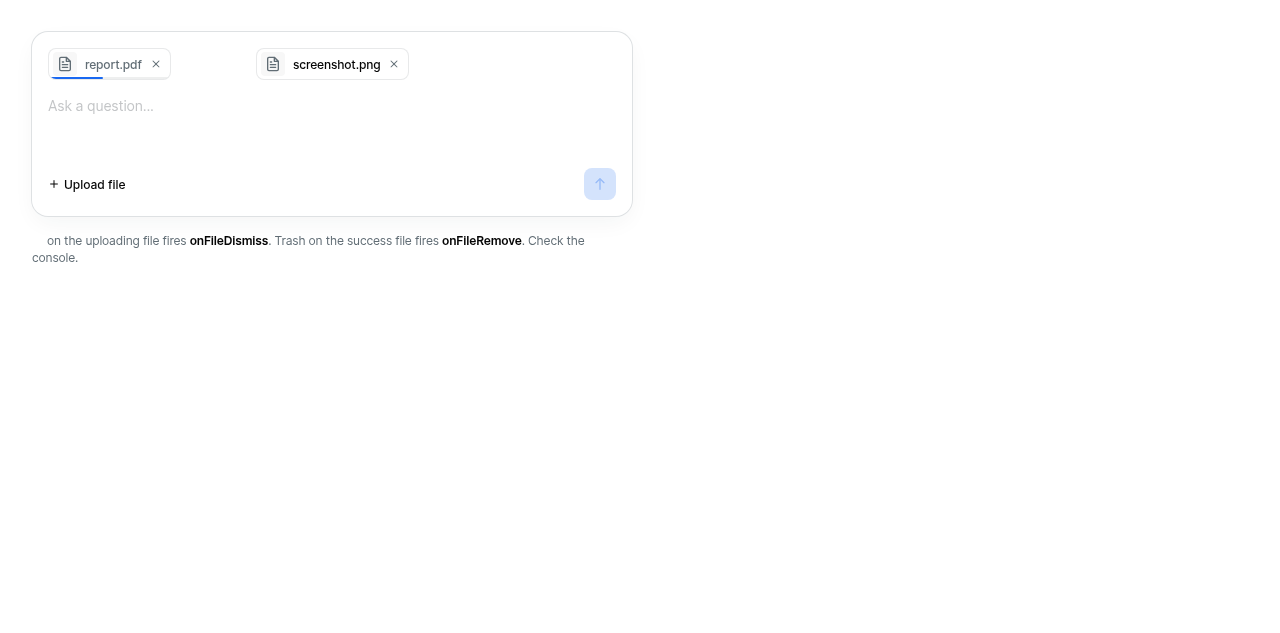 report.pdf screenshot.png
Ask a question...
Upload file
on the uploading file fires onFileDismiss. Trash on the success file fires onFileRemove. Check the
console.